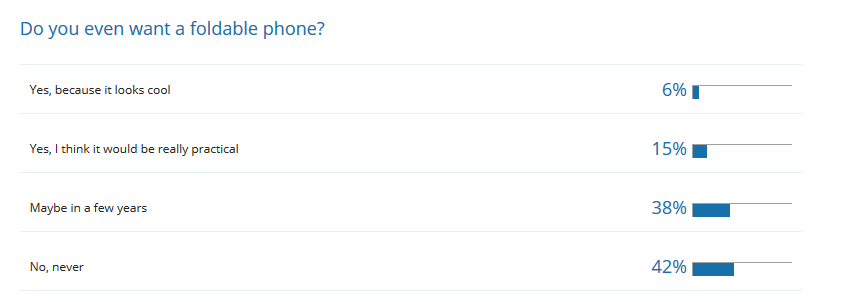 Do you even want a foldable phone?
Yes, because it looks cool 6%
Yes, I think it would be really practical 15%
Maybe in a few years 38%
No, never 42%